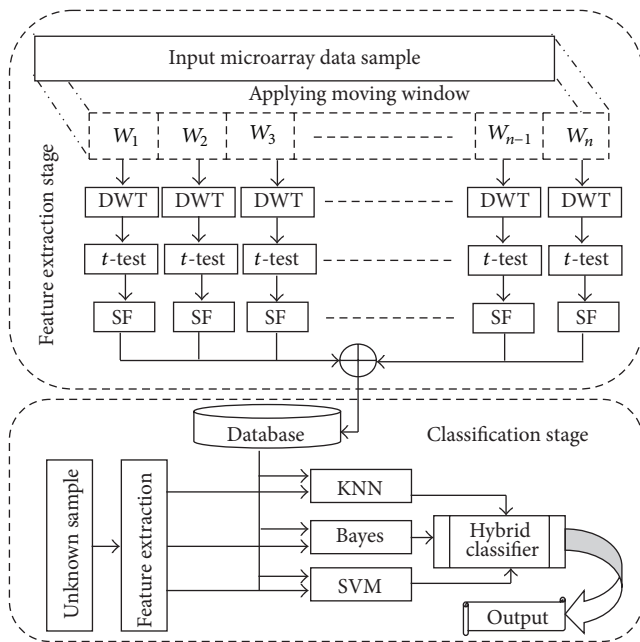 Input microarray data sample
Applying moving window
W1 W2 W3 Wn−1 Wn
DWT DWT DWT DWT DWT
t-test t-test t-test t-test t-test
SF SF SF SF SF
Feature extraction stage
Database
Classification stage
Unknown sample
Feature extraction
KNN
Bayes
SVM
Hybrid
classifier
Output